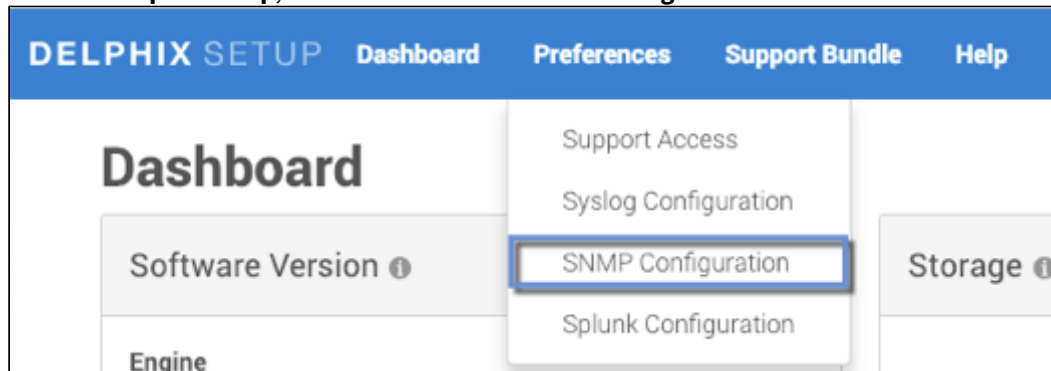 DELPHIX SETUP Dashboard Preferences Support Bundle Help
Dashboard
Support Access
Syslog Configuration
SNMP Configuration
Splunk Configuration
Software Version
Storage
Engine